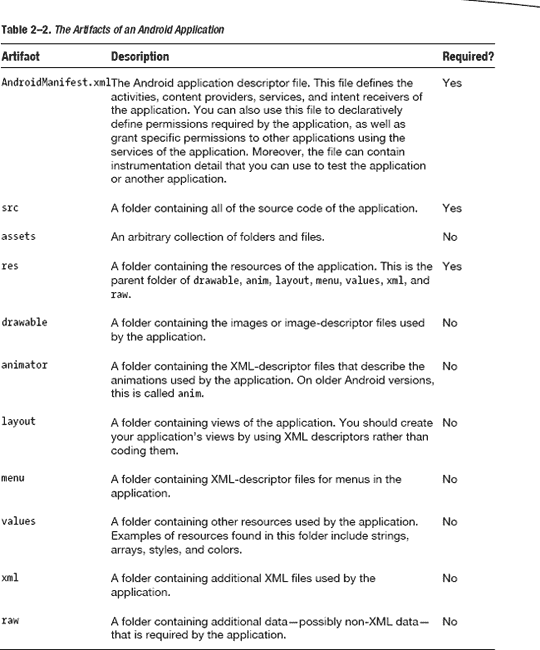 Table 2–2. The Artifacts of an Android Application
Artifact Description Required?
AndroidManifest.xml The Android application descriptor file. This file defines the Yes
activities, content providers, services, and intent receivers of
the application. You can also use this file to declaratively
define permissions required by the application, as well as
grant specific permissions to other applications using the
services of the application. Moreover, the file can contain
instrumentation detail that you can use to test the application
or another application.
src A folder containing all of the source code of the application. Yes
assets An arbitrary collection of folders and files. No
res A folder containing the resources of the application. This is the Yes
parent folder of drawable, anim, layout, menu, values, xml, and
raw.
drawable A folder containing the images or image-descriptor files used No
by the application.
animator A folder containing the XML-descriptor files that describe the No
animations used by the application. On older Android versions,
this is called anim.
layout A folder containing views of the application. You should create No
your application's views by using XML descriptors rather than
coding them.
menu A folder containing XML-descriptor files for menus in the No
application.
values A folder containing other resources used by the application. No
Examples of resources found in this folder include strings,
arrays, styles, and colors.
xml A folder containing additional XML files used by the No
application.
raw A folder containing additional data—possibly non-XML data— No
that is required by the application.